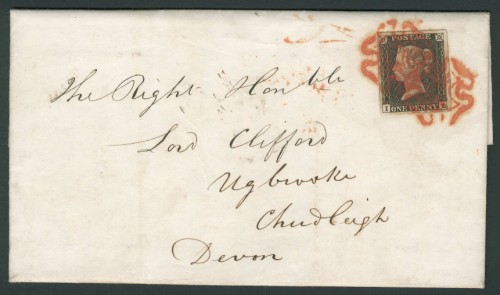 POSTAGE
ONE PENNY
The Right Honble
Lord Clifford
Ugbrooke
Chudleigh
Devon